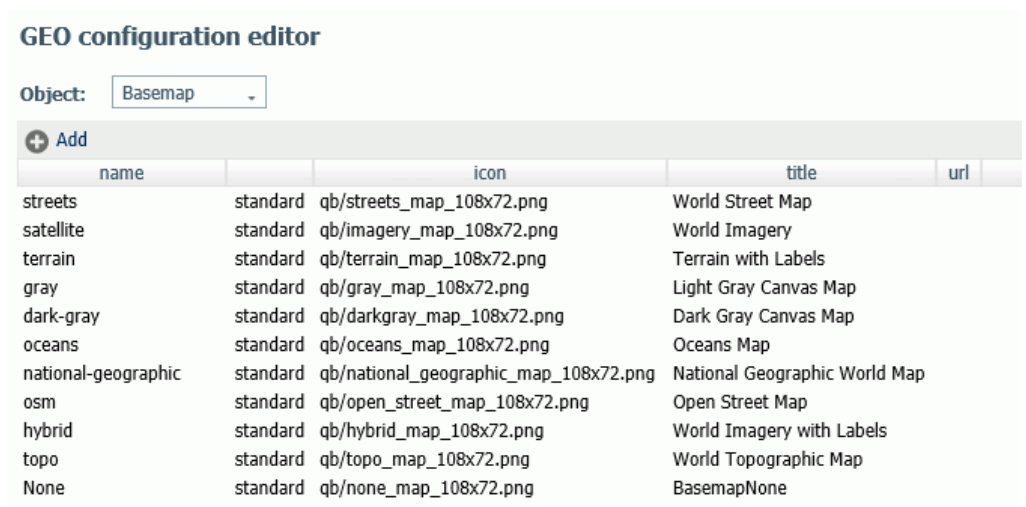 GEO configuration editor
Object: Basemap
Add
name icon title url
streets standard qb/streets_map_108x72.png World Street Map
satellite standard qb/imagery_map_108x72.png World Imagery
terrain standard qb/terrain_map_108x72.png Terrain with Labels
gray standard qb/gray_map_108x72.png Light Gray Canvas Map
dark-gray standard qb/darkgray_map_108x72.png Dark Gray Canvas Map
oceans standard qb/oceans_map_108x72.png Oceans Map
national-geographic standard qb/national_geographic_map_108x72.png National Geographic World Map
osm standard qb/open_street_map_108x72.png Open Street Map
hybrid standard qb/hybrid_map_108x72.png World Imagery with Labels
topo standard qb/topo_map_108x72.png World Topographic Map
None standard qb/none_map_108x72.png BasemapNone